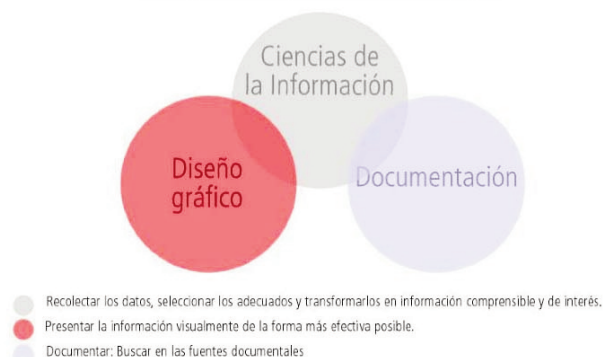 Ciencias de
la Información
Diseño
gráfico
Documentación
Recolectar los datos, seleccionar los adecuados y transformarlos en información comprensible y de interés.
Presentar la información visualmente de la forma más efectiva posible.
Documentar: Buscar en las fuentes documentales